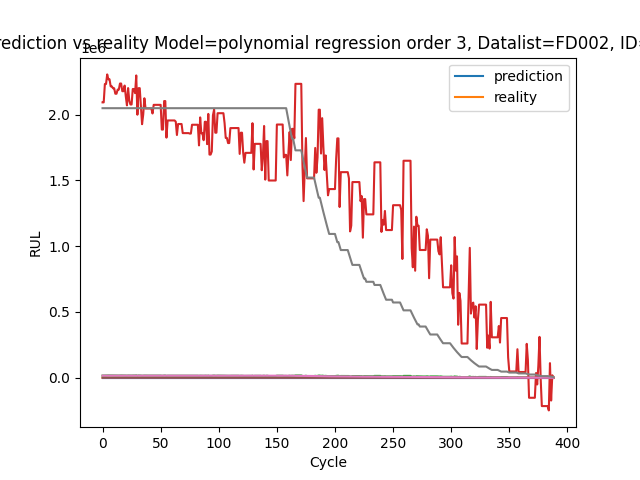 rediction vs reality Model=polynomial regression order 3, Datalist=FD002, ID=
1e6
prediction
reality
2.0
1.5
1.0
0.5
0.0
RUL
0 50 100 150 200 250 300 350 400
Cycle